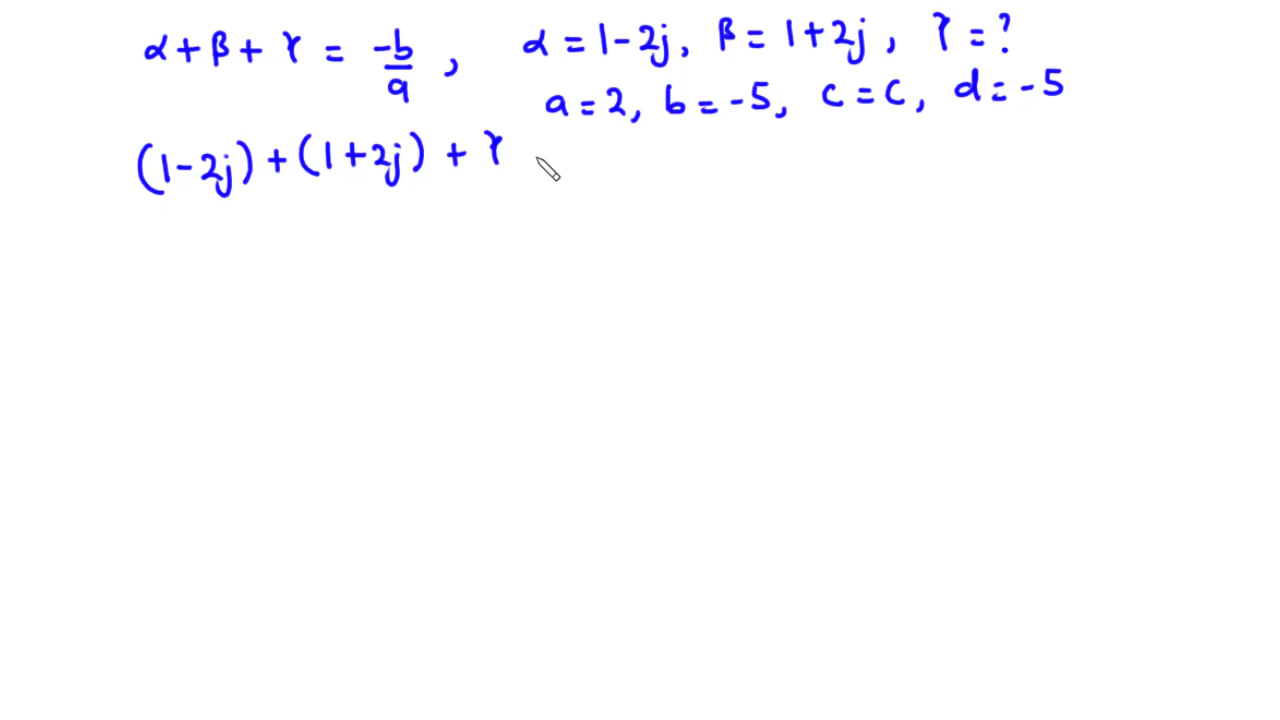 α + β + γ = -b/a , α = 1 - 2j, β = 1 + 2j , γ = ?
a = 2, b = -5, c = c, d = -5
(1 - 2j) + (1 + 2j) + γ